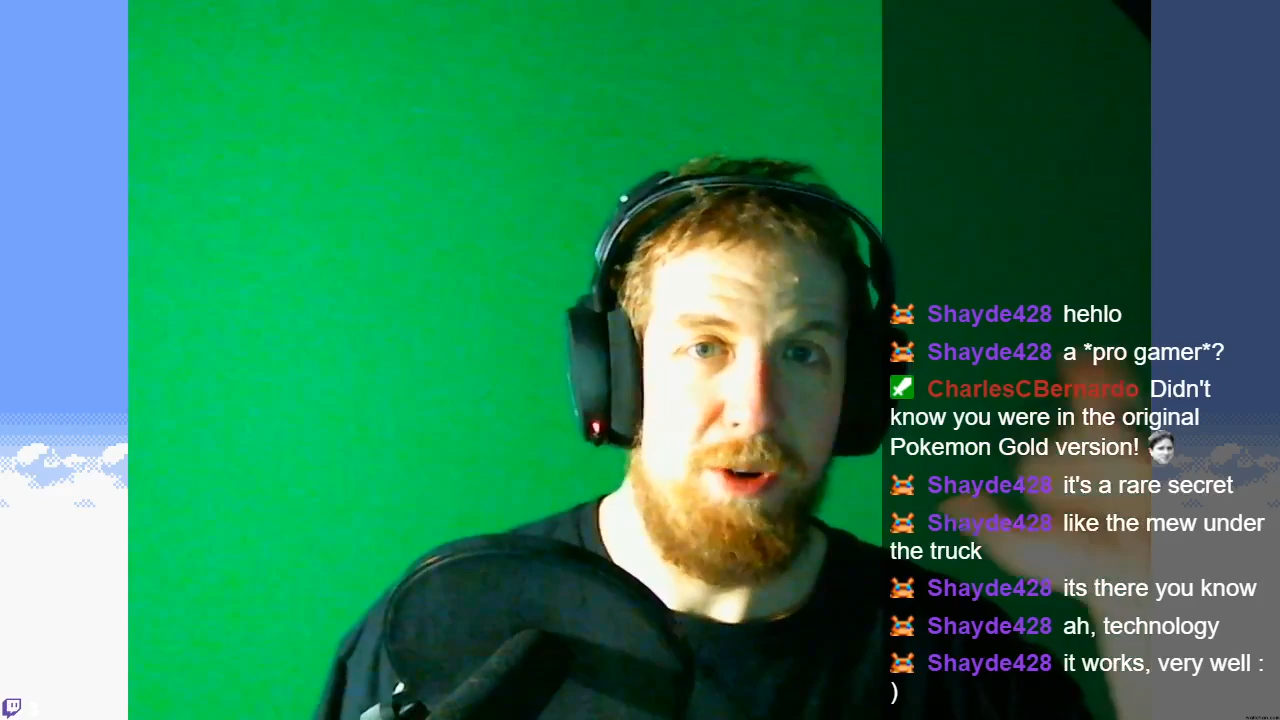 Shayde428 hehlo
Shayde428 a *pro gamer*?
CharlesCBernardo Didn't
know you were in the original
Pokemon Gold version!
Shayde428 it's a rare secret
Shayde428 like the mew under
the truck
Shayde428 its there you know
Shayde428 ah, technology
Shayde428 it works, very well :
)